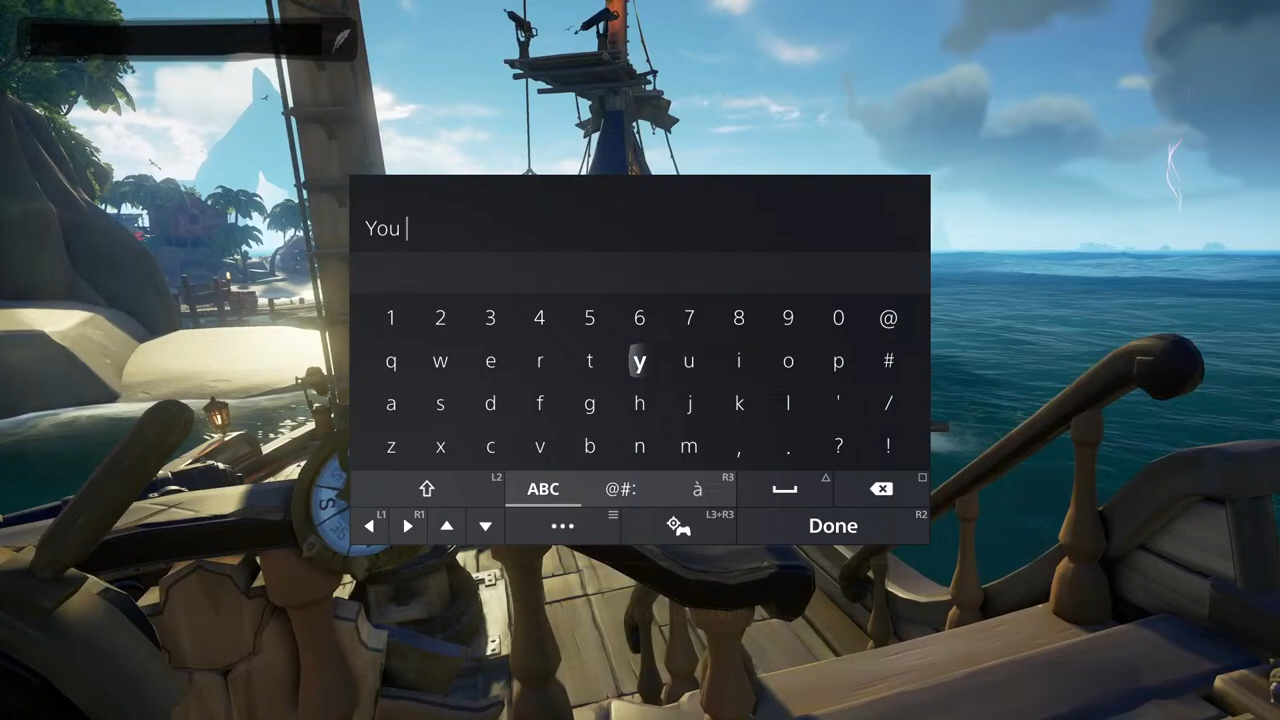 You
1 2 3 4 5 6 7 8 9 0 @
q w e r t y u i o p #
a s d f g h j k l ' /
z x c v b n m , . ? !
L2 ABC @#: à R3
L1 R1 ••• L3+R3 Done R2